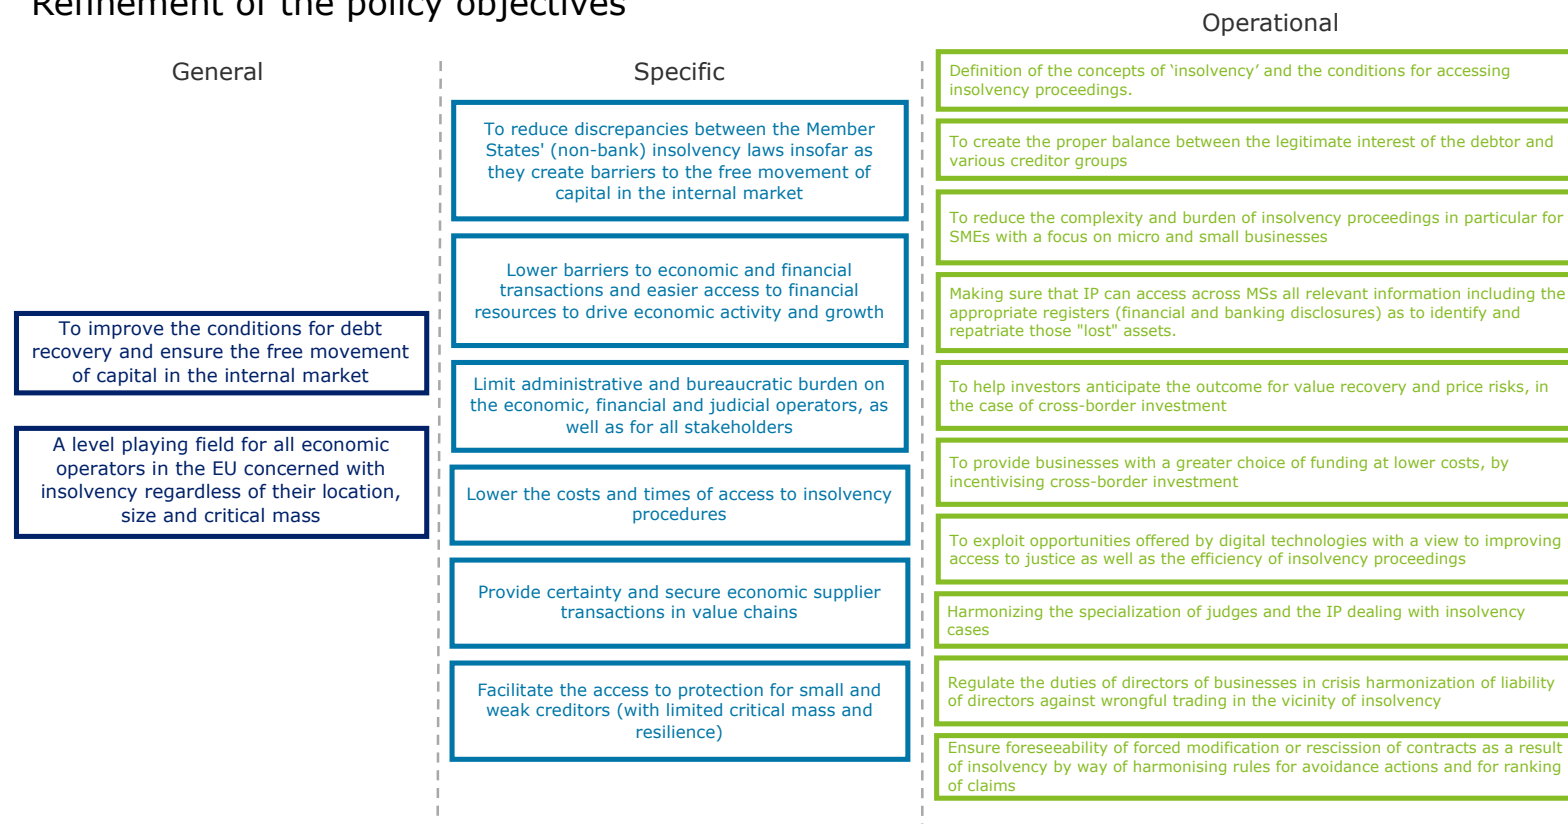 Refinement of the policy objectives
General
To improve the conditions for debt
recovery and ensure the free movement
of capital in the internal market
A level playing field for all economic
operators in the EU concerned with
insolvency regardless of their location,
size and critical mass
Specific
To reduce discrepancies between the Member
States' (non-bank) insolvency laws insofar as
they create barriers to the free movement of
capital in the internal market
Lower barriers to economic and financial
transactions and easier access to financial
resources to drive economic activity and growth
Limit administrative and bureaucratic burden on
the economic, financial and judicial operators, as
well as for all stakeholders
Lower the costs and times of access to insolvency
procedures
Provide certainty and secure economic supplier
transactions in value chains
Facilitate the access to protection for small and
weak creditors (with limited critical mass and
resilience)
Operational
Definition of the concepts of ‘insolvency’ and the conditions for accessing
insolvency proceedings.
To create the proper balance between the legitimate interest of the debtor and
various creditor groups
To reduce the complexity and burden of insolvency proceedings in particular for
SMEs with a focus on micro and small businesses
Making sure that IP can access across MSs all relevant information including the
appropriate registers (financial and banking disclosures) as to identify and
repatriate those "lost" assets.
To help investors anticipate the outcome for value recovery and price risks, in
the case of cross-border investment
To provide businesses with a greater choice of funding at lower costs, by
incentivising cross-border investment
To exploit opportunities offered by digital technologies with a view to improving
access to justice as well as the efficiency of insolvency proceedings
Harmonizing the specialization of judges and the IP dealing with insolvency
cases
Regulate the duties of directors of businesses in crisis harmonization of liability
of directors against wrongful trading in the vicinity of insolvency
Ensure foreseeability of forced modification or rescission of contracts as a result
of insolvency by way of harmonising rules for avoidance actions and for ranking
of claims